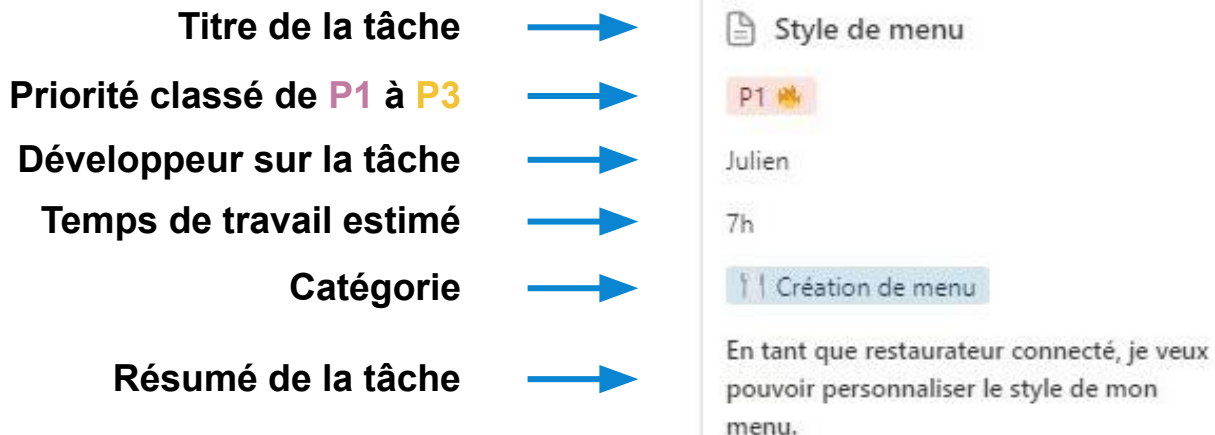 Titre de la tâche
Style de menu
Priorité classé de P1 à P3
P1
Développeur sur la tâche
Julien
Temps de travail estimé
7h
Catégorie
Création de menu
Résumé de la tâche
En tant que restaurateur connecté, je veux
pouvoir personnaliser le style de mon
menu.